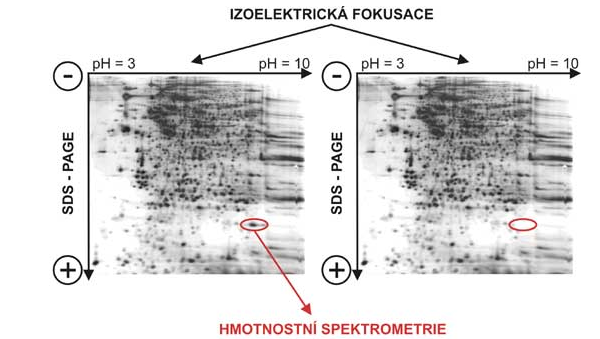 IZOELEKTRICKÁ FOKUSACE
pH = 3
pH = 10
pH = 3
pH = 10
−
−
SDS - PAGE
SDS - PAGE
+
+
HMOTNOSTNÍ SPEKTROMETRIE